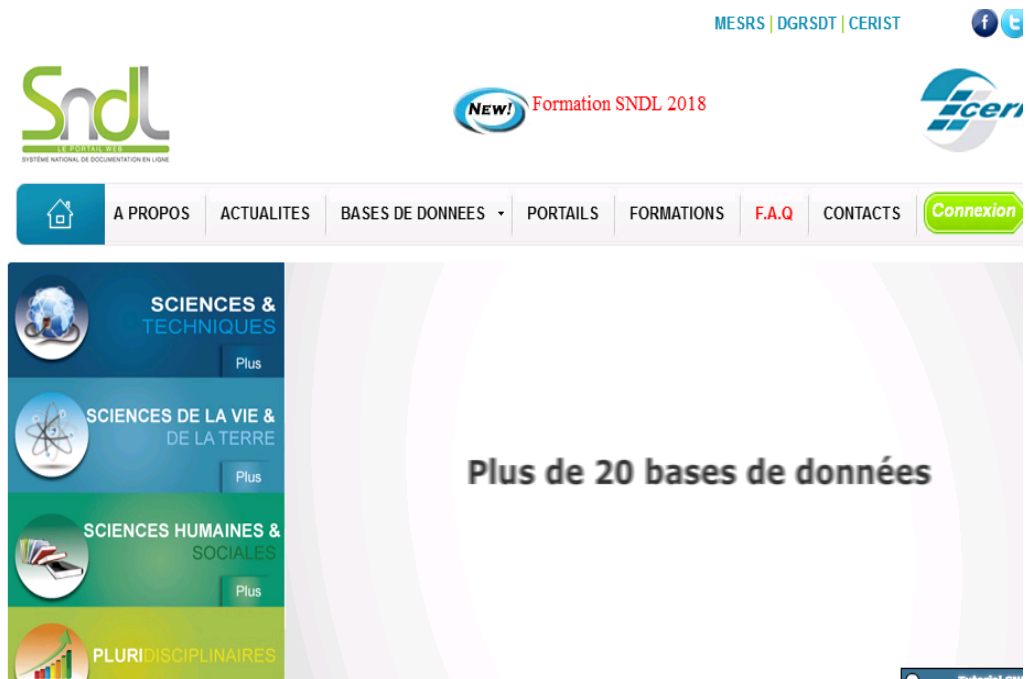 MESRS | DGRSDT | CERIST
Sndl
LE PORTAIL WEB
SYSTÈME NATIONAL DE DOCUMENTATION EN LIGNE
NEW! Formation SNDL 2018
A PROPOS ACTUALITES BASES DE DONNEES PORTAILS FORMATIONS F.A.Q CONTACTS Connexion
SCIENCES &
TECHNIQUES
Plus
SCIENCES DE LA VIE &
DE LA TERRE
Plus
Plus de 20 bases de données
SCIENCES HUMAINES &
SOCIALES
Plus
PLURIDISCIPLINAIRES